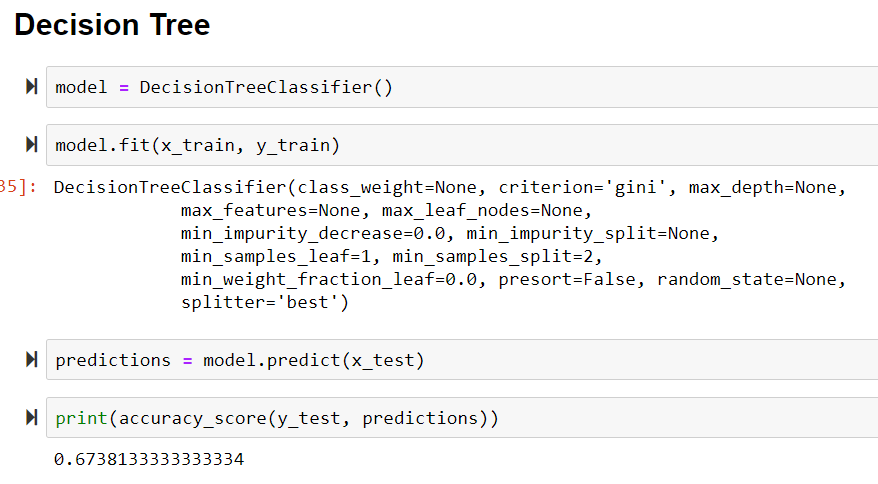 Decision Tree
model = DecisionTreeClassifier()
model.fit(x_train, y_train)
35]: DecisionTreeClassifier(class_weight=None, criterion='gini', max_depth=None,
max_features=None, max_leaf_nodes=None,
min_impurity_decrease=0.0, min_impurity_split=None,
min_samples_leaf=1, min_samples_split=2,
min_weight_fraction_leaf=0.0, presort=False, random_state=None,
splitter='best')
predictions = model.predict(x_test)
print(accuracy_score(y_test, predictions))
0.6738133333333334